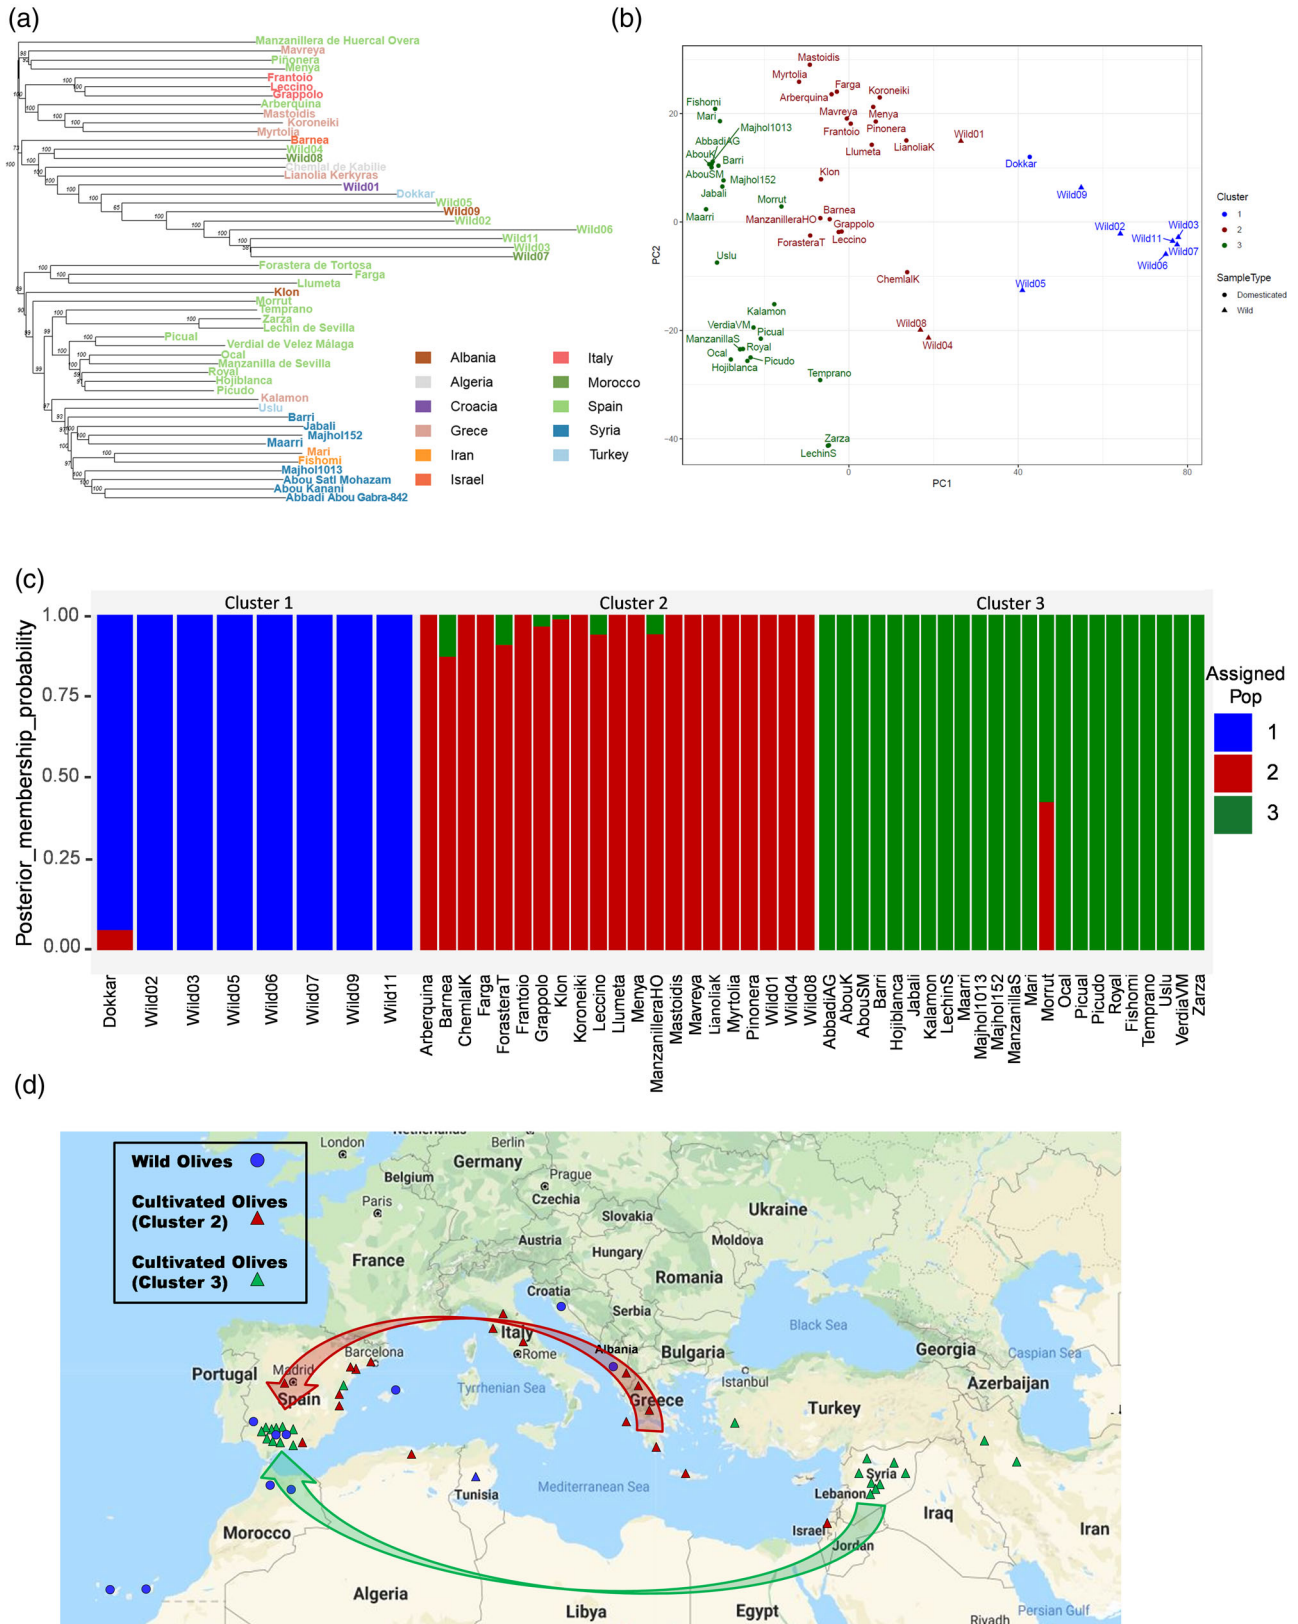 (a)
Manzanillera de Huercal Overa
Mavreya
Pinonera
Menya
Frantoio
Leccino
Grappolo
Arberquina
Mastoidis
Koroneiki
Myrtolia
Barnea
Wild04
Wild08
Chemlal de Kabilie
Lianolia Kerkyras
Wild01
Dokkar
Wild05
Wild09
Wild02
Wild06
Wild11
Wild03
Wild07
Forastera de Tortosa
Farga
Llumeta
Klon
Morrut
Temprano
Zarza
Lechin de Sevilla
Picual
Verdial de Velez Málaga
Ocal
Manzanilla de Sevilla
Royal
Hojiblanca
Picudo
Kalamon
Uslu
Barri
Jabali
Majhol152
Maarri
Mari
Fishomi
Majhol1013
Abou Satl Mohazam
Abou Kanani
Abbadi Abou Gabra-842
Albania
Algeria
Croacia
Grece
Iran
Israel
Italy
Morocco
Spain
Syria
Turkey
(b)
Mastoidis
Myrtolia
Farga
Arberquina
Koroneiki
Fishomi
Mari
Mavreya
Menya
Majhol1013
Frantoio
Pinonera
Wild01
AbbadiAG
Llumeta
LianoliaK
AbouK
Barri
Dokkar
AbouSM
Majhol152
Klon
Jabali
Wild09
Morrut
Maarri
Barnea
ManzanilleraHO
Grappolo
Wild02
Wild03
ForasteraT
Leccino
Wild11
Wild07
Uslu
Wild06
ChemlalK
Wild05
Kalamon
VerdiaVM
Wild08
Picual
ManzanillaS
Wild04
Royal
Ocal
Picudo
Hojiblanca
Temprano
Zarza
LechinS
20
0
−20
−40
PC2
0
40
80
PC1
Cluster
1
2
3
SampleType
Domesticated
Wild
(c)
Cluster 1
Cluster 2
Cluster 3
1.00
0.75
0.50
0.25
0.00
Posterior_membership_probability
Assigned
Pop
1
2
3
Dokkar
Wild02
Wild03
Wild05
Wild06
Wild07
Wild09
Wild11
Arberquina
Barnea
ChemlalK
Farga
ForasteraT
Frantoio
Grappolo
Klon
Koroneiki
Leccino
Llumeta
Menya
ManzanilleraHO
Mastoidis
Mavreya
LianoliaK
Myrtolia
Pinonera
Wild01
Wild04
Wild08
AbbadiAG
AbouK
AbouSM
Barri
Hojiblanca
Jabali
Kalamon
LechinS
Maarri
Majhol1013
Majhol152
ManzanillaS
Mari
Morrut
Ocal
Picual
Picudo
Royal
Fishomi
Temprano
Uslu
VerdiaVM
Zarza
(d)
Wild Olives
Cultivated Olives
(Cluster 2)
Cultivated Olives
(Cluster 3)
London
Netherlands
Berlin
Germany
Belgium
Prague
Czechia
Paris
Ukraine
Slovakia
Austria
Moldova
France
Hungary
Romania
Croatia
Serbia
Black Sea
Italy
Albania
Bulgaria
Georgia
Caspian Sea
Barcelona
Rome
Portugal
Madrid
Istanbul
Azerbaijan
Tyrrhenian Sea
Spain
Greece
Turkey
Syria
Mediterranean Sea
Tunisia
Lebanon
Iraq
Morocco
Israel
Iran
Jordan
Algeria
Libya
Egypt
Persian Gulf
Riyadh